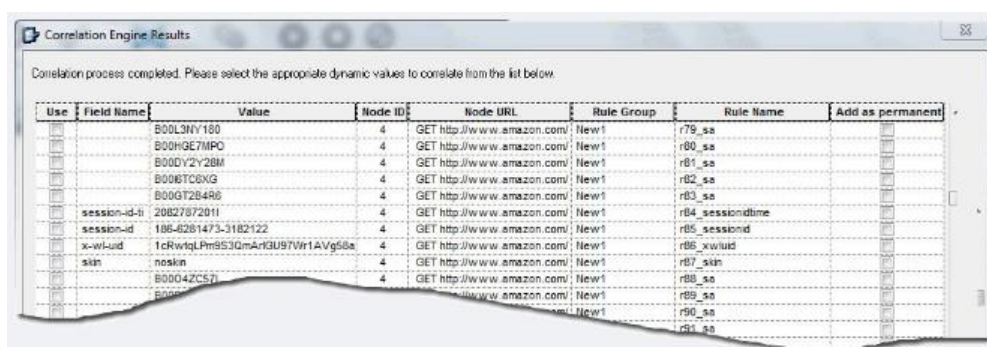 Correlation Engine Results
Correlation process completed. Please select the appropriate dynamic values to correlate from the list below.
Use Field Name Value Node ID Node URL Rule Group Rule Name Add as permanent
B00L3NY180 4 GET http://www.amazon.com/ New1 r79_sa
B00HGE7MPO 4 GET http://www.amazon.com/ New1 r80_sa
B00DY2Y28M 4 GET http://www.amazon.com/ New1 r81_sa
B00I6TC6XG 4 GET http://www.amazon.com/ New1 r82_sa
B00GT2B4R6 4 GET http://www.amazon.com/ New1 r83_sa
session-id-ti 2082787201l 4 GET http://www.amazon.com/ New1 r84_sessionidtime
session-id 186-6281473-3182122 4 GET http://www.amazon.com/ New1 r85_sessionid
x-wl-uid 4 GET http://www.amazon.com/ New1 r86_xwluid
skin noskin 4 GET http://www.amazon.com/ New1 r87_skin
4 GET http://www.amazon.com/ New1 r88_sa
New1 r89_sa
New1 r90_sa
r91_sa